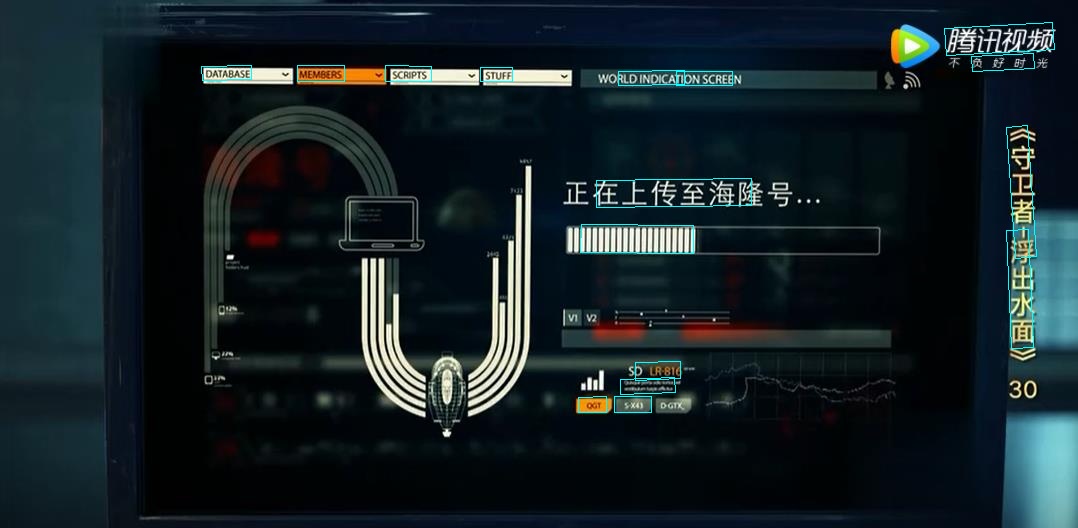 腾讯视频
不负好时光
DATABASE
MEMBERS
SCRIPTS
STUFF
WORLD INDICATION SCREEN
《守卫者-浮出水面》
30
正在上传至海隆号...
V1 V2
SD LR-816
QGT
S-X43
D-GTX